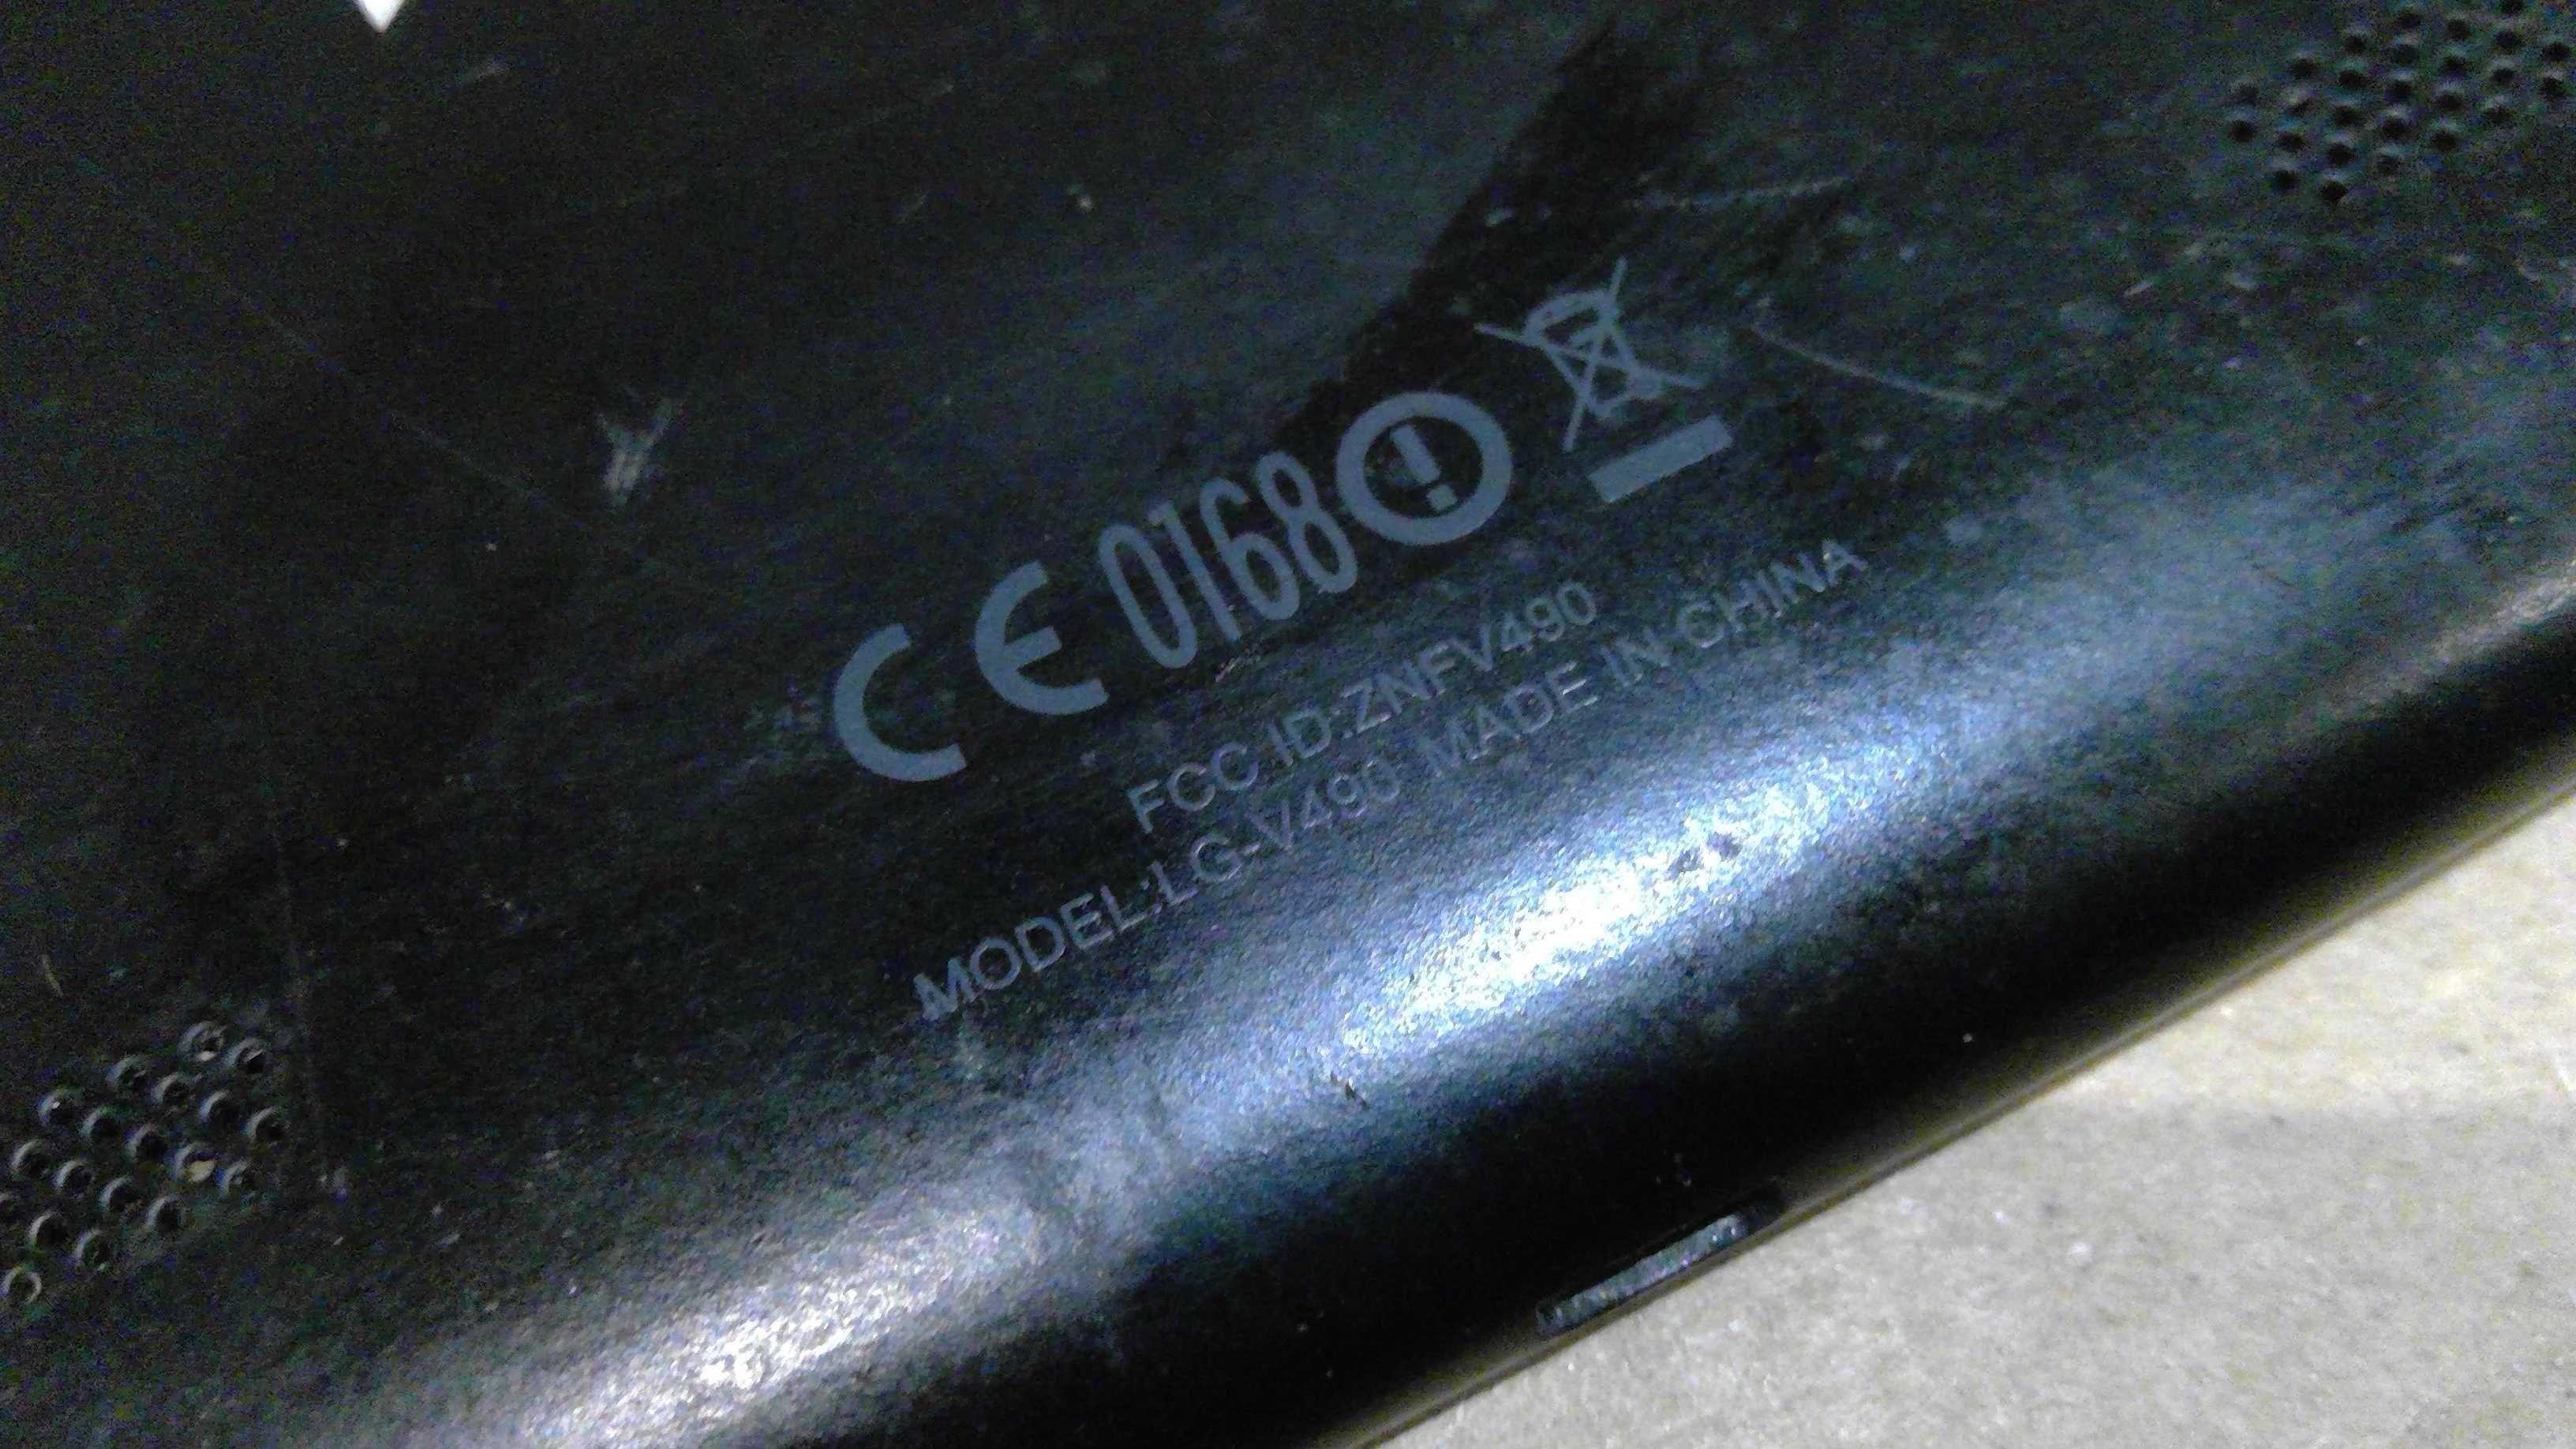 CE 0168
FCC ID:ZNFV490
MODEL:LG-V490 MADE IN CHINA